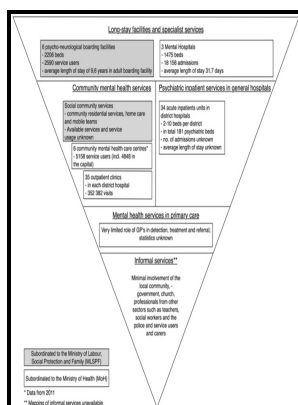 Long-stay facilities and specialist services
6 psycho-neurological boarding facilities
- 2206 beds
- 2590 service users
- average length of stay of 9.6 years in adult boarding facility
3 Mental Hospitals
- 1475 beds
- 18 158 admissions
- average length of stay 31.7 days
Community mental health services
Social community services
- community residential services, home care
and mobile teams
- Available services and service
usage unknown
6 community mental health care centres*
- 5158 service users (incl. 4848 in
the capital)
35 outpatient clinics
- in each district hospital
- 362 382 visits
Psychiatric inpatient services in general hospitals
34 acute inpatients units in
district hospitals
- 2-10 beds per district
- in total 181 psychiatric beds
- no. of admissions unknown
- average length of stay unknown
Mental health services in primary care
Very limited role of GP's in detection, treatment and referral,
statistics unknown
Informal services**
Minimal involvement of the
local community, -
government, church,
professionals from other
sectors such as teachers,
social workers and the
police and service users
and carers
Subordinated to the Ministry of Labour,
Social Protection and Family (MLSPF)
Subordinated to the Ministry of Health (MoH)
* Data from 2011
** Mapping of informal services unavailable